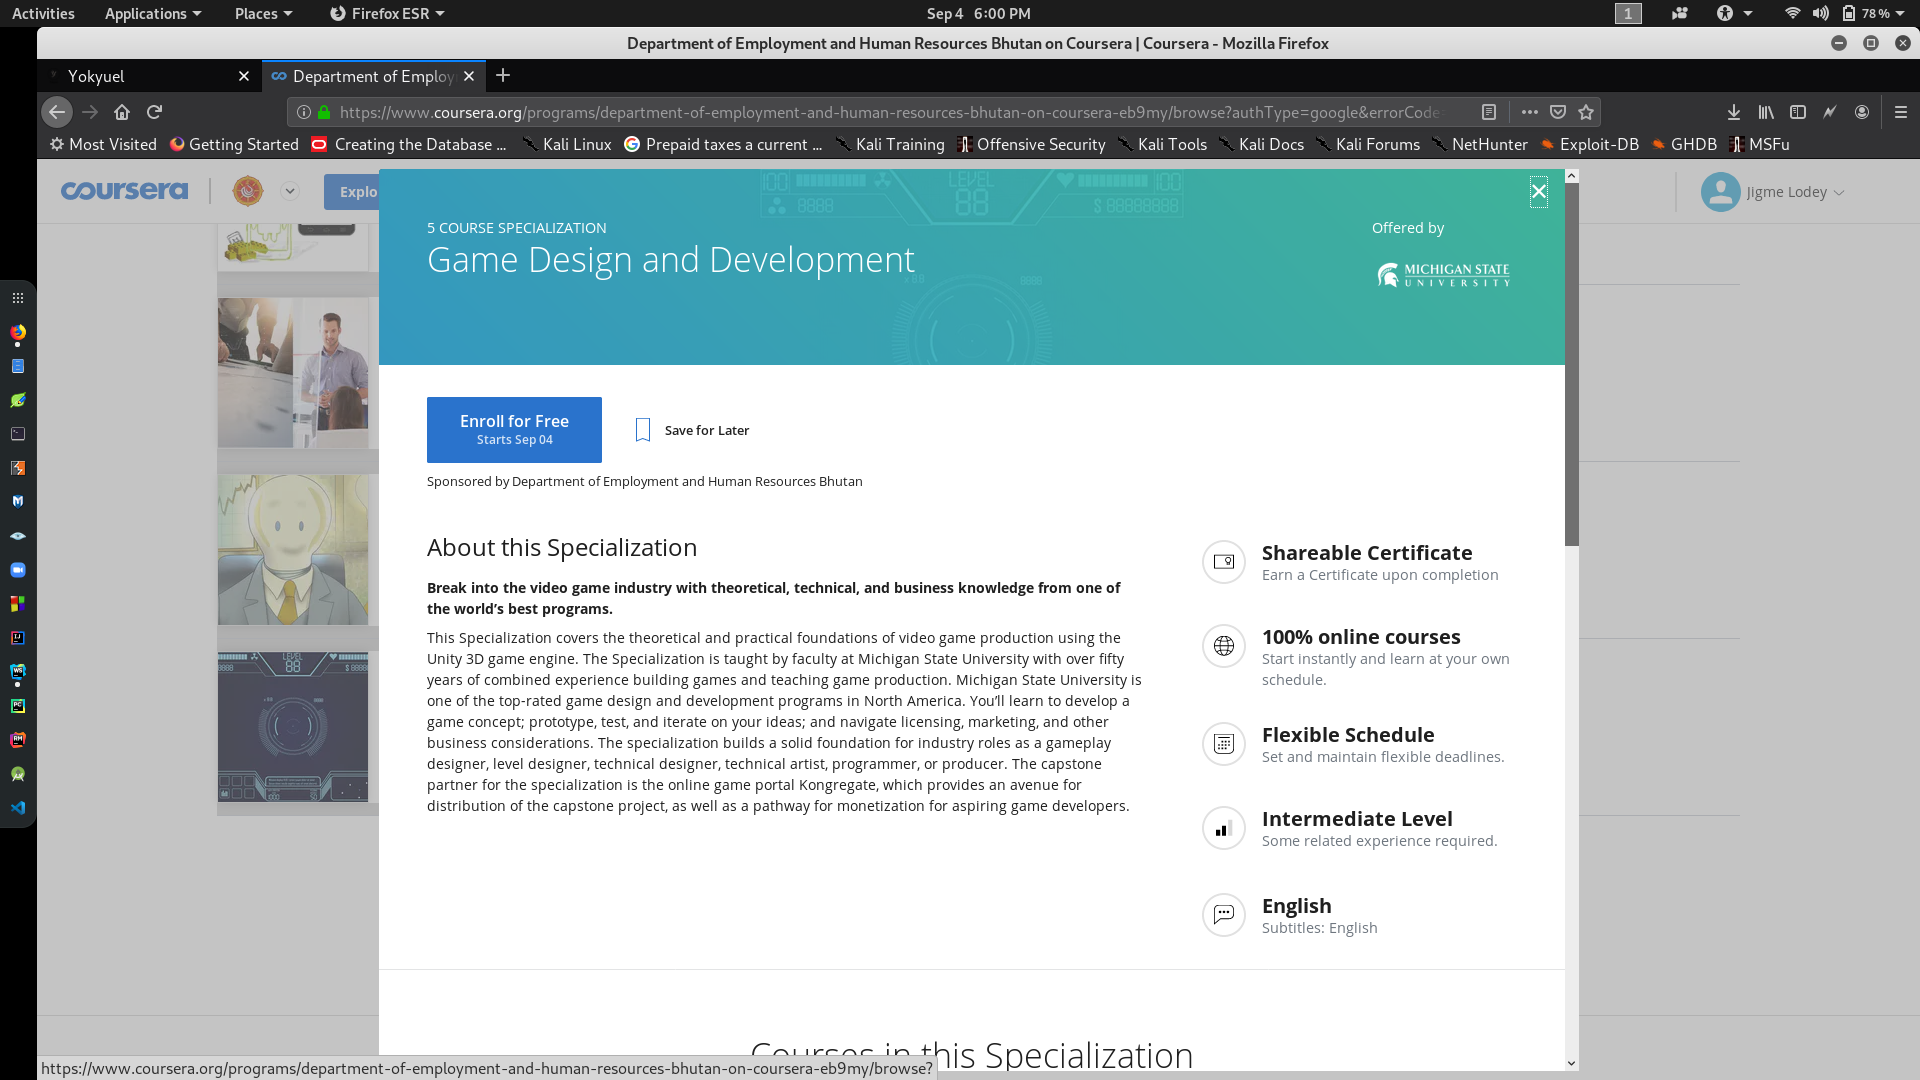 Activities Applications Places Firefox ESR Sep 4 6:00 PM 1 78%
Department of Employment and Human Resources Bhutan on Coursera | Coursera - Mozilla Firefox
Yokyuel Department of Employ
https://www.coursera.org/programs/department-of-employment-and-human-resources-bhutan-on-coursera-eb9my/browse?authType=google&errorCode
Most Visited Getting Started Creating the Database ... Kali Linux Prepaid taxes a current ... Kali Training Offensive Security Kali Tools Kali Docs Kali Forums NetHunter Exploit-DB GHDB MSFu
coursera Explo Jigme Lodey
100 LEVEL 100
8888 88 $ 88888888
5 COURSE SPECIALIZATION
Game Design and Development
Offered by
MICHIGAN STATE
UNIVERSITY
Enroll for Free
Starts Sep 04
Save for Later
Sponsored by Department of Employment and Human Resources Bhutan
About this Specialization
Break into the video game industry with theoretical, technical, and business knowledge from one of
the world’s best programs.
This Specialization covers the theoretical and practical foundations of video game production using the
Unity 3D game engine. The Specialization is taught by faculty at Michigan State University with over fifty
years of combined experience building games and teaching game production. Michigan State University is
one of the top-rated game design and development programs in North America. You’ll learn to develop a
game concept; prototype, test, and iterate on your ideas; and navigate licensing, marketing, and other
business considerations. The specialization builds a solid foundation for industry roles as a gameplay
designer, level designer, technical designer, technical artist, programmer, or producer. The capstone
partner for the specialization is the online game portal Kongregate, which provides an avenue for
distribution of the capstone project, as well as a pathway for monetization for aspiring game developers.
Shareable Certificate
Earn a Certificate upon completion
100% online courses
Start instantly and learn at your own
schedule.
Flexible Schedule
Set and maintain flexible deadlines.
Intermediate Level
Some related experience required.
English
Subtitles: English
LEVEL
88
Courses in this Specialization
https://www.coursera.org/programs/department-of-employment-and-human-resources-bhutan-on-coursera-eb9my/browse?